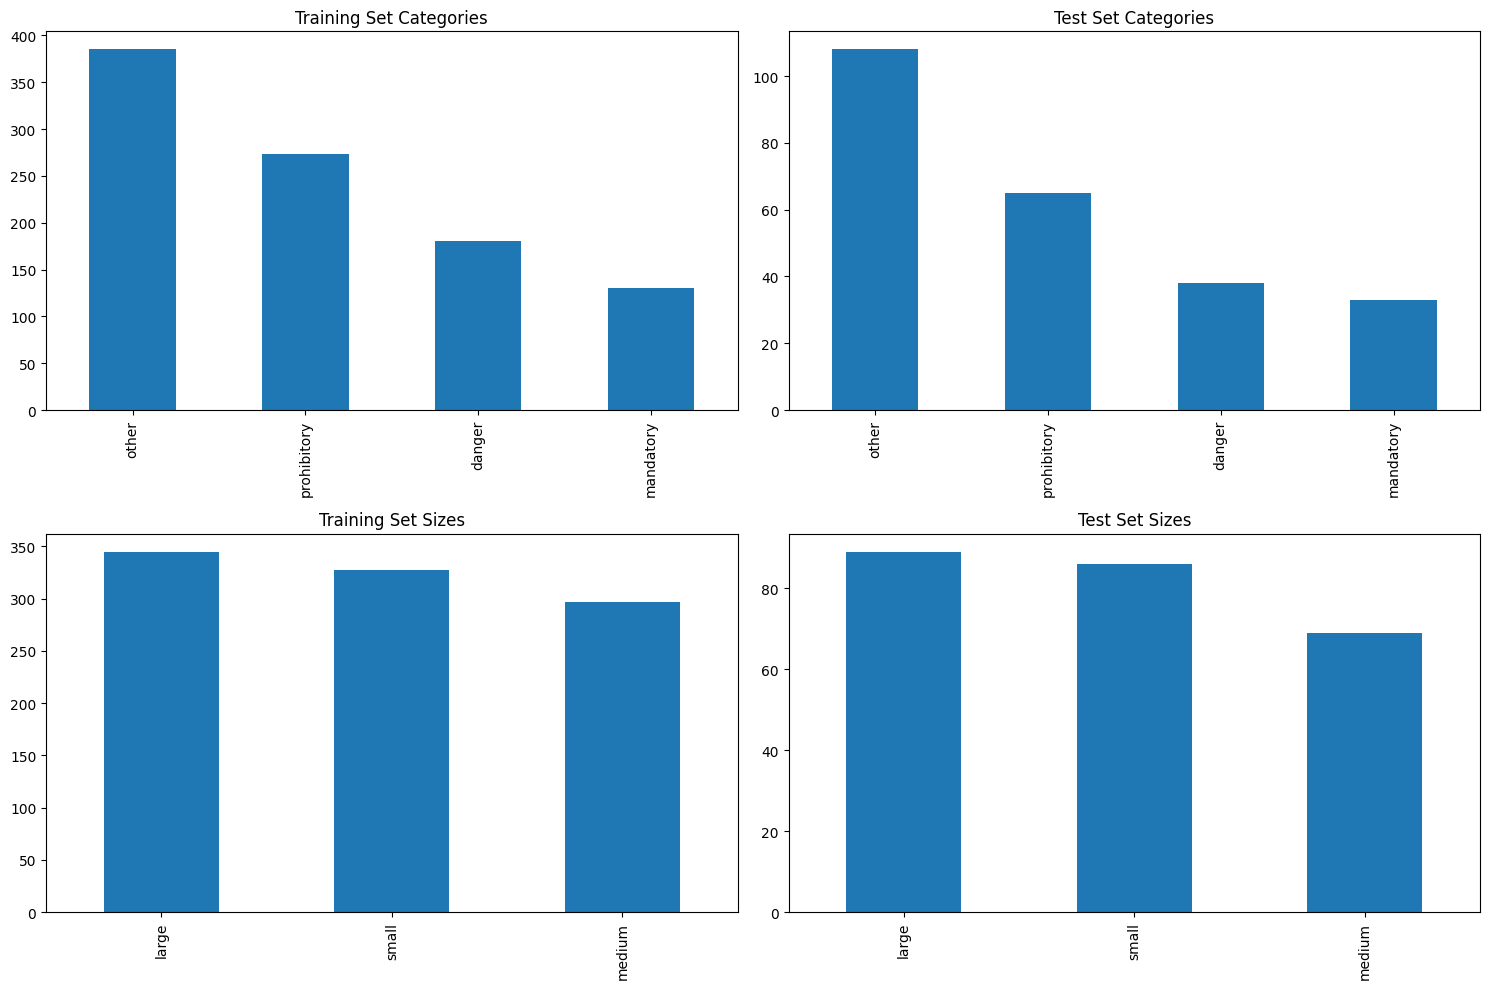 Training Set Categories
400
350
300
250
200
150
100
50
0
other
prohibitory
danger
mandatory
Test Set Categories
100
80
60
40
20
0
other
prohibitory
danger
mandatory
Training Set Sizes
350
300
250
200
150
100
50
0
large
small
medium
Test Set Sizes
80
60
40
20
0
large
small
medium